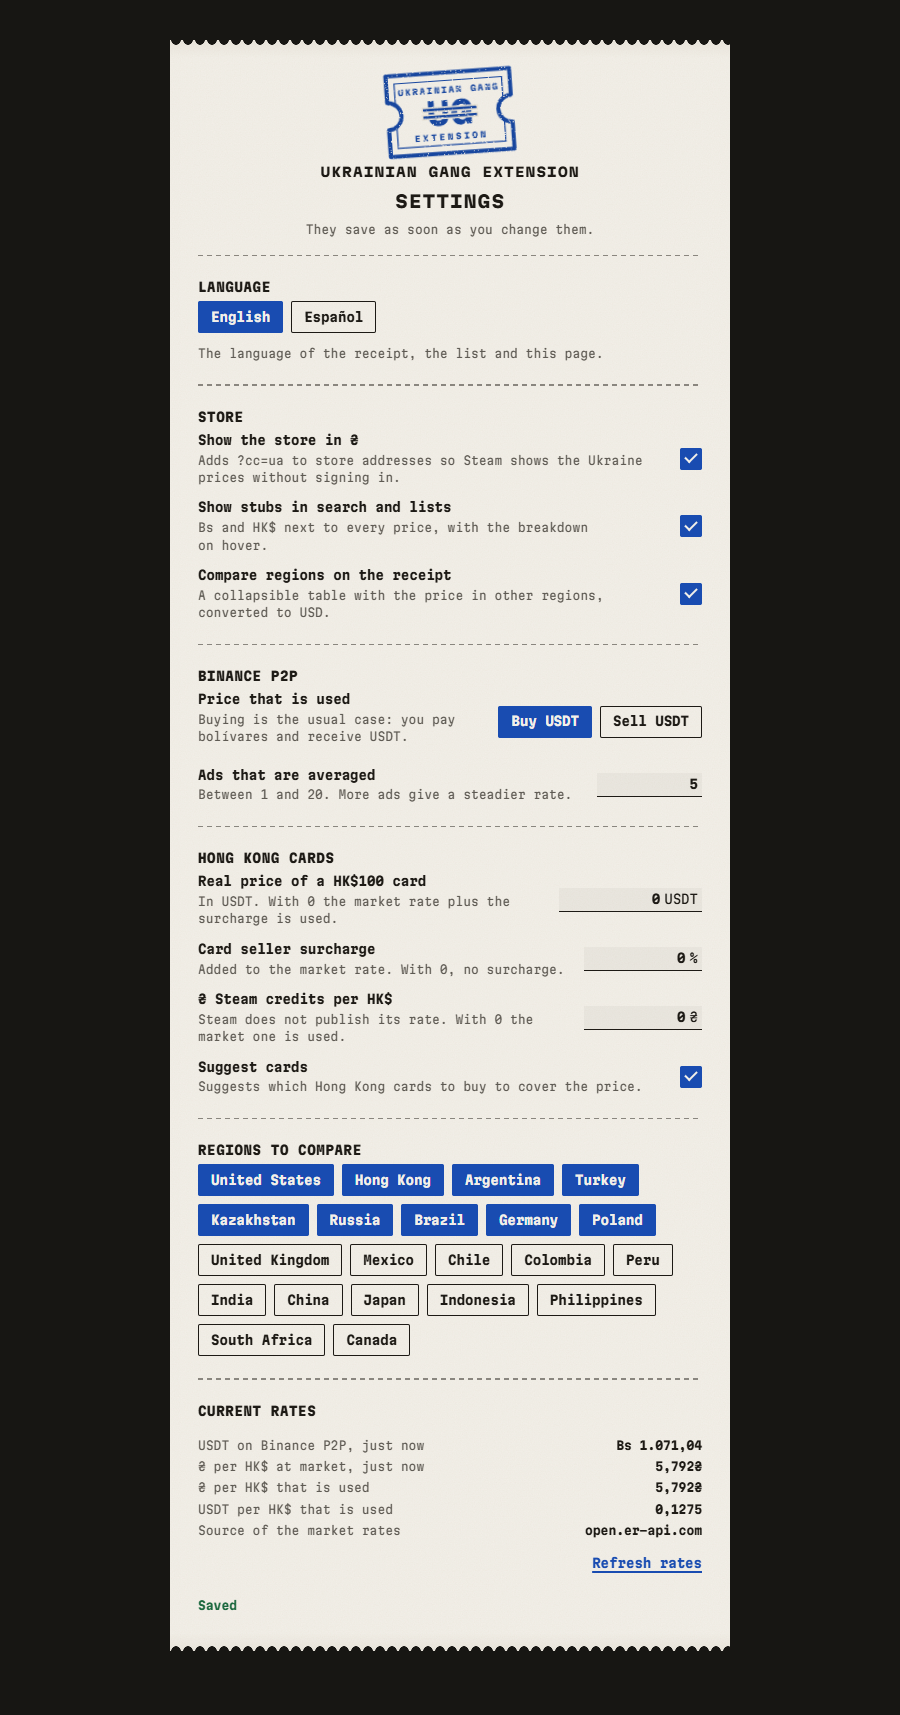 UKRAINIAN GANG
UG
EXTENSION
UKRAINIAN GANG EXTENSION
SETTINGS
They save as soon as you change them.
LANGUAGE
English Español
The language of the receipt, the list and this page.
STORE
Show the store in ₴
Adds ?cc=ua to store addresses so Steam shows the Ukraine
prices without signing in.
Show stubs in search and lists
Bs and HK$ next to every price, with the breakdown
on hover.
Compare regions on the receipt
A collapsible table with the price in other regions,
converted to USD.
BINANCE P2P
Price that is used
Buying is the usual case: you pay
bolívares and receive USDT.
Buy USDT Sell USDT
Ads that are averaged
Between 1 and 20. More ads give a steadier rate.
5
HONG KONG CARDS
Real price of a HK$100 card
In USDT. With 0 the market rate plus the
surcharge is used.
0 USDT
Card seller surcharge
Added to the market rate. With 0, no surcharge.
0 %
₴ Steam credits per HK$
Steam does not publish its rate. With 0 the
market one is used.
0 ₴
Suggest cards
Suggests which Hong Kong cards to buy to cover the price.
REGIONS TO COMPARE
United States Hong Kong Argentina Turkey
Kazakhstan Russia Brazil Germany Poland
United Kingdom Mexico Chile Colombia Peru
India China Japan Indonesia Philippines
South Africa Canada
CURRENT RATES
USDT on Binance P2P, just now Bs 1.071,04
₴ per HK$ at market, just now 5,792₴
₴ per HK$ that is used 5,792₴
USDT per HK$ that is used 0,1275
Source of the market rates open.er-api.com
Refresh rates
Saved